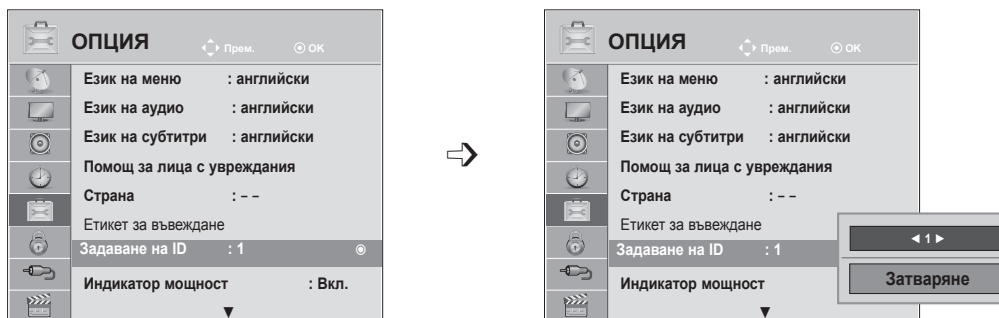 ОПЦИЯ Прем. OK
Език на меню : английски
Език на аудио : английски
Език на субтитри : английски
Помощ за лица с увреждания
Страна : – –
Етикет за въвеждане
Задаване на ID : 1
Индикатор мощност : Вкл.
ОПЦИЯ Прем. OK
Език на меню : английски
Език на аудио : английски
Език на субтитри : английски
Помощ за лица с увреждания
Страна : – –
Етикет за въвеждане
Задаване на ID : 1
◀ 1 ▶
Индикатор мощност
Затваряне